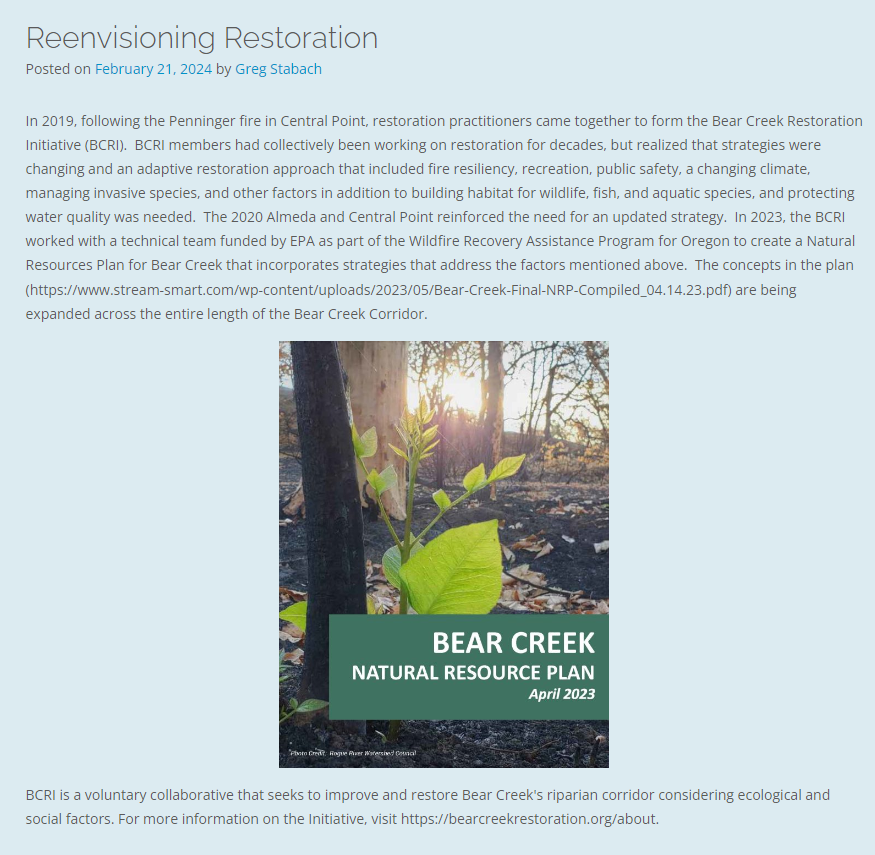 Reenvisioning Restoration
Posted on February 21, 2024 by Greg Stabach
In 2019, following the Penninger fire in Central Point, restoration practitioners came together to form the Bear Creek Restoration
Initiative (BCRI).  BCRI members had collectively been working on restoration for decades, but realized that strategies were
changing and an adaptive restoration approach that included fire resiliency, recreation, public safety, a changing climate,
managing invasive species, and other factors in addition to building habitat for wildlife, fish, and aquatic species, and protecting
water quality was needed.  The 2020 Almeda and Central Point reinforced the need for an updated strategy.  In 2023, the BCRI
worked with a technical team funded by EPA as part of the Wildfire Recovery Assistance Program for Oregon to create a Natural
Resources Plan for Bear Creek that incorporates strategies that address the factors mentioned above.  The concepts in the plan
(https://www.stream-smart.com/wp-content/uploads/2023/05/Bear-Creek-Final-NRP-Compiled_04.14.23.pdf) are being
expanded across the entire length of the Bear Creek Corridor.
BEAR CREEK
NATURAL RESOURCE PLAN
April 2023
Photo Credit: Rogue River Watershed Council
BCRI is a voluntary collaborative that seeks to improve and restore Bear Creek's riparian corridor considering ecological and
social factors. For more information on the Initiative, visit https://bearcreekrestoration.org/about.